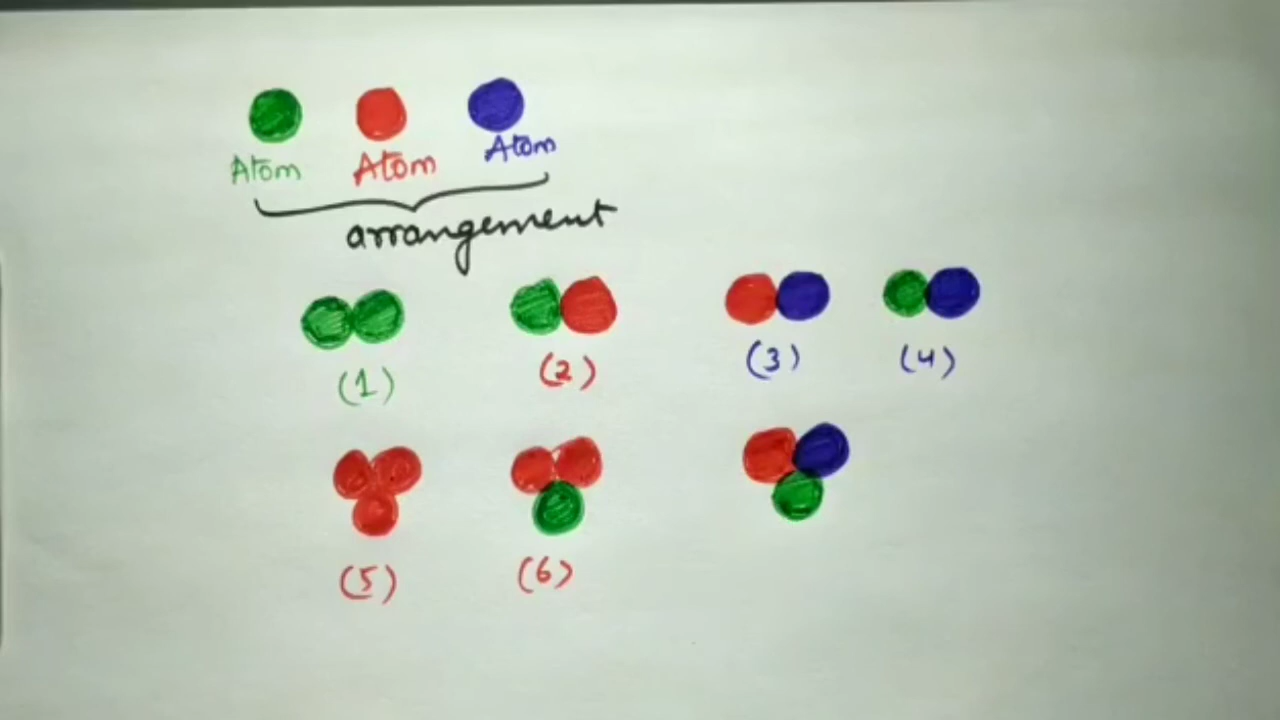 Atom Atom Atom
arrangement
(1) (2) (3) (4)
(5) (6)